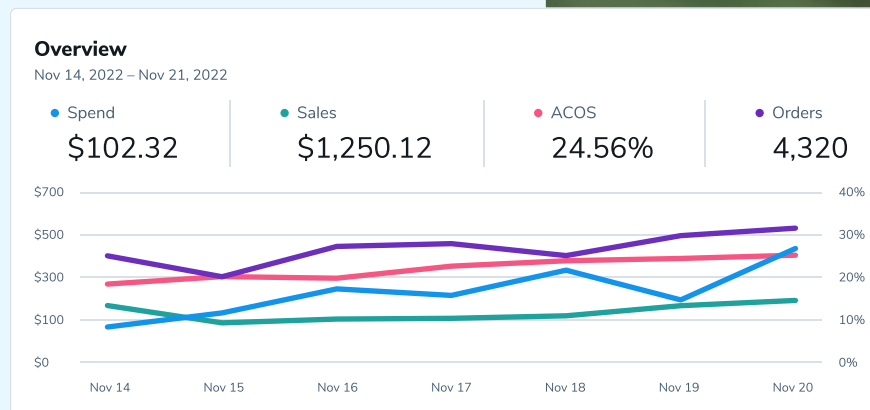 Overview
Nov 14, 2022 – Nov 21, 2022
Spend Sales ACOS Orders
$102.32 $1,250.12 24.56% 4,320
$700 40%
$500 30%
$300 20%
$100 10%
$0 0%
Nov 14 Nov 15 Nov 16 Nov 17 Nov 18 Nov 19 Nov 20